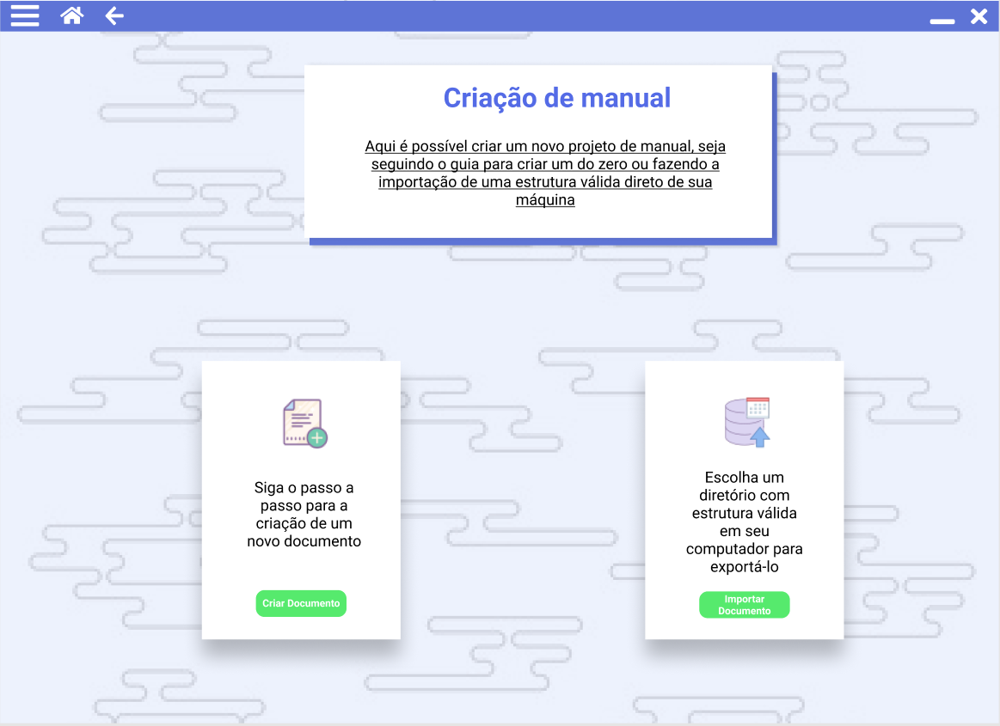 Criação de manual
Aqui é possível criar um novo projeto de manual, seja
seguindo o guia para criar um do zero ou fazendo a
importação de uma estrutura válida direto de sua
máquina
Siga o passo a
passo para a
criação de um
novo documento
Criar Documento
Escolha um
diretório com
estrutura válida
em seu
computador para
exportá-lo
Importar
Documento